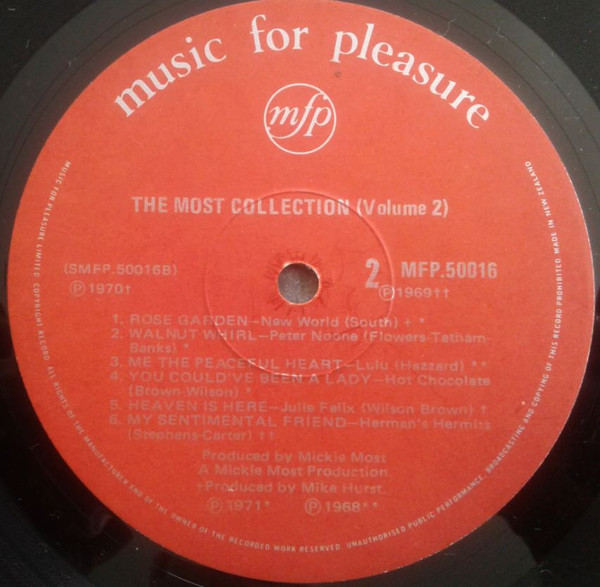 music for pleasure
mfp
THE MOST COLLECTION (Volume 2)
(SMFP.50016B)
2 MFP.50016
Ⓟ1970† Ⓟ1969††
1. ROSE GARDEN—New World (South) + *
2. WALNUT WHIRL—Peter Noone (Flowers-Tatham-
Banks) *
3. ME THE PEACEFUL HEART—Lulu (Hazzard) **
4. YOU COULD'VE BEEN A LADY—Hot Chocolate
(Brown-Wilson) *
5. HEAVEN IS HERE—Julie Felix (Wilson-Brown) †
6. MY SENTIMENTAL FRIEND—Herman's Hermits
(Stephens-Carter) ††
Produced by Mickie Most
A Mickie Most Production.
+Produced by Mike Hurst.
Ⓟ1971* Ⓟ1968**
MUSIC FOR PLEASURE LIMITED COPYRIGHT RECORD. ALL RIGHTS OF THE MANUFACTURER AND OF THE OWNER OF THE RECORDED WORK RESERVED. UNAUTHORISED PUBLIC PERFORMANCE, BROADCASTING AND COPYING OF THIS RECORD PROHIBITED MADE IN NEW ZEALAND